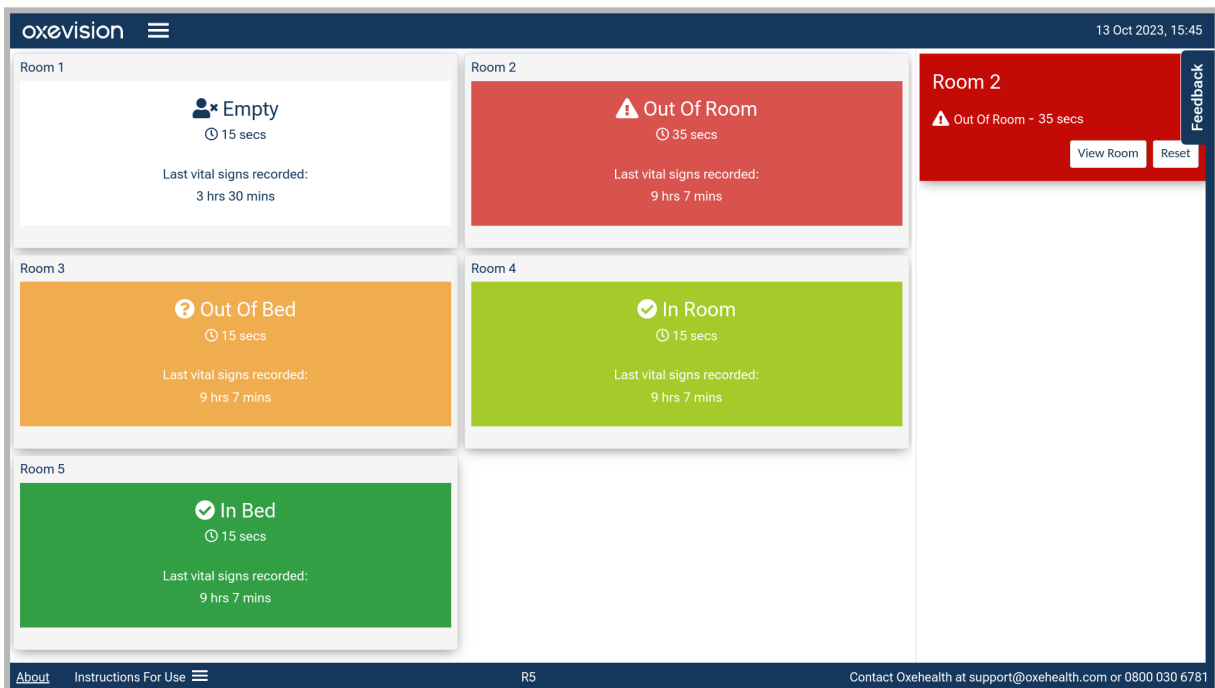 oxevision
13 Oct 2023, 15:45
Room 1
Empty
15 secs
Last vital signs recorded:
3 hrs 30 mins
Room 2
Out Of Room
35 secs
Last vital signs recorded:
9 hrs 7 mins
Room 3
Out Of Bed
15 secs
Last vital signs recorded:
9 hrs 7 mins
Room 4
In Room
15 secs
Last vital signs recorded:
9 hrs 7 mins
Room 5
In Bed
15 secs
Last vital signs recorded:
9 hrs 7 mins
Room 2
Out Of Room - 35 secs
View Room
Reset
Feedback
About
Instructions For Use
R5
Contact Oxehealth at support@oxehealth.com or 0800 030 6781